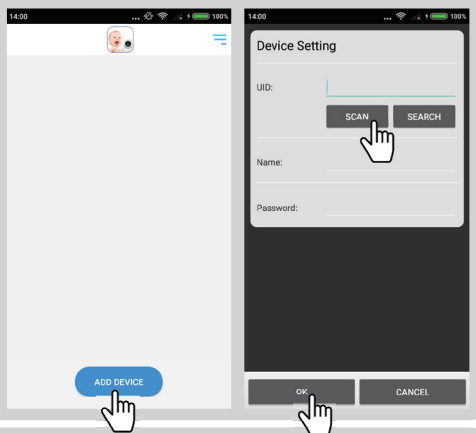 14:00
... 100%
ADD DEVICE
14:00
... 100%
Device Setting
UID:
SCAN SEARCH
Name:
Password:
OK CANCEL